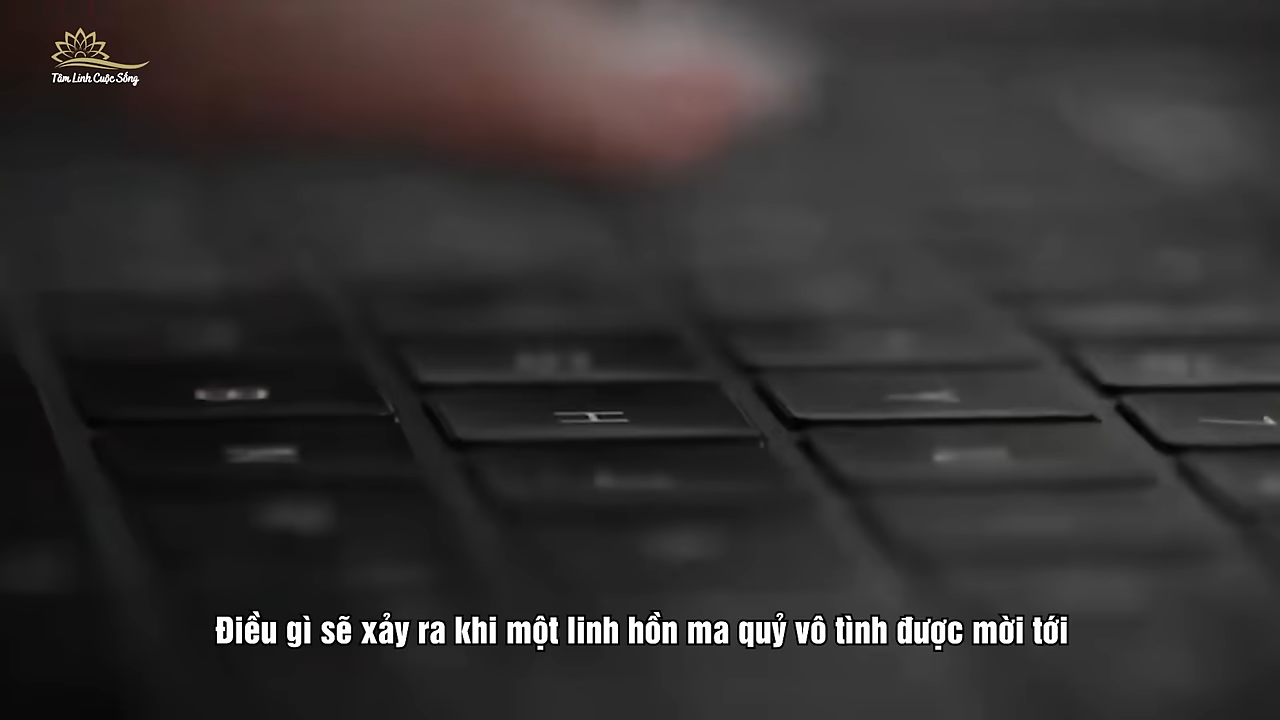 Tâm Linh Cuộc Sống
H
Điều gì sẽ xảy ra khi một linh hồn ma quỷ vô tình được mời tới